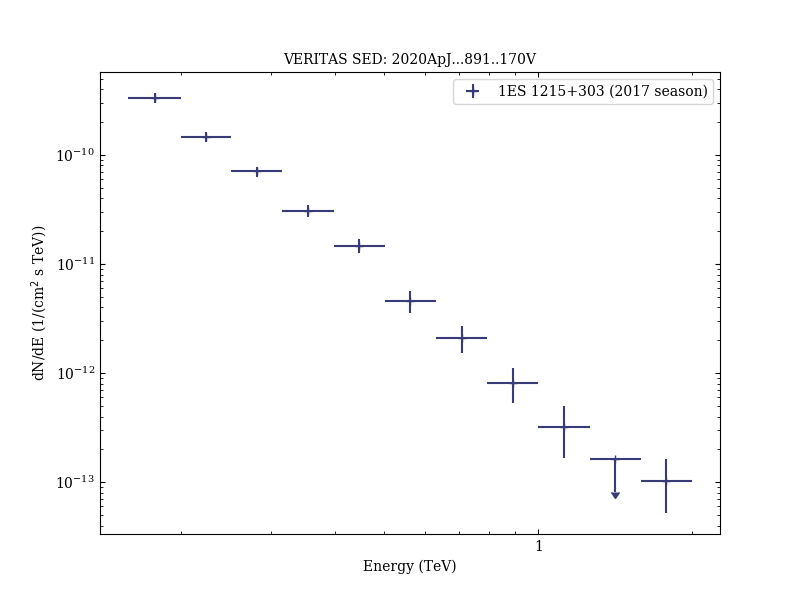 VERITAS SED: 2020ApJ...891..170V
1ES 1215+303 (2017 season)
dN/dE (1/(cm² s TeV))
10⁻¹⁰
10⁻¹¹
10⁻¹²
10⁻¹³
1
Energy (TeV)